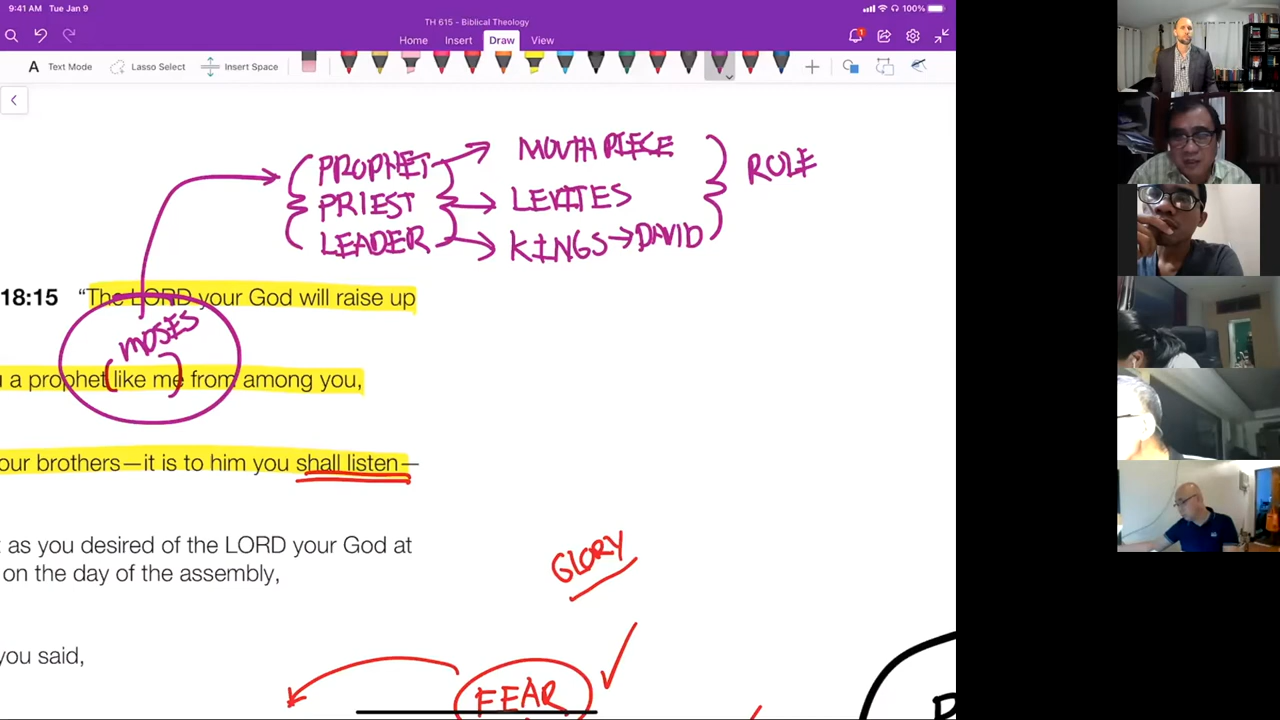 9:41 AM Tue Jan 9
100%
TH 615 - Biblical Theology
Home Insert Draw View
1
A Text Mode Lasso Select Insert Space
PROPHET MOUTH PIECE
PRIEST LEVITES
LEADER KINGS → DAVID
ROLE
18:15 “The LORD your God will raise up
MOSES
a prophet (like me) from among you,
our brothers—it is to him you shall listen—
as you desired of the LORD your God at
on the day of the assembly,
GLORY
you said,
FEAR